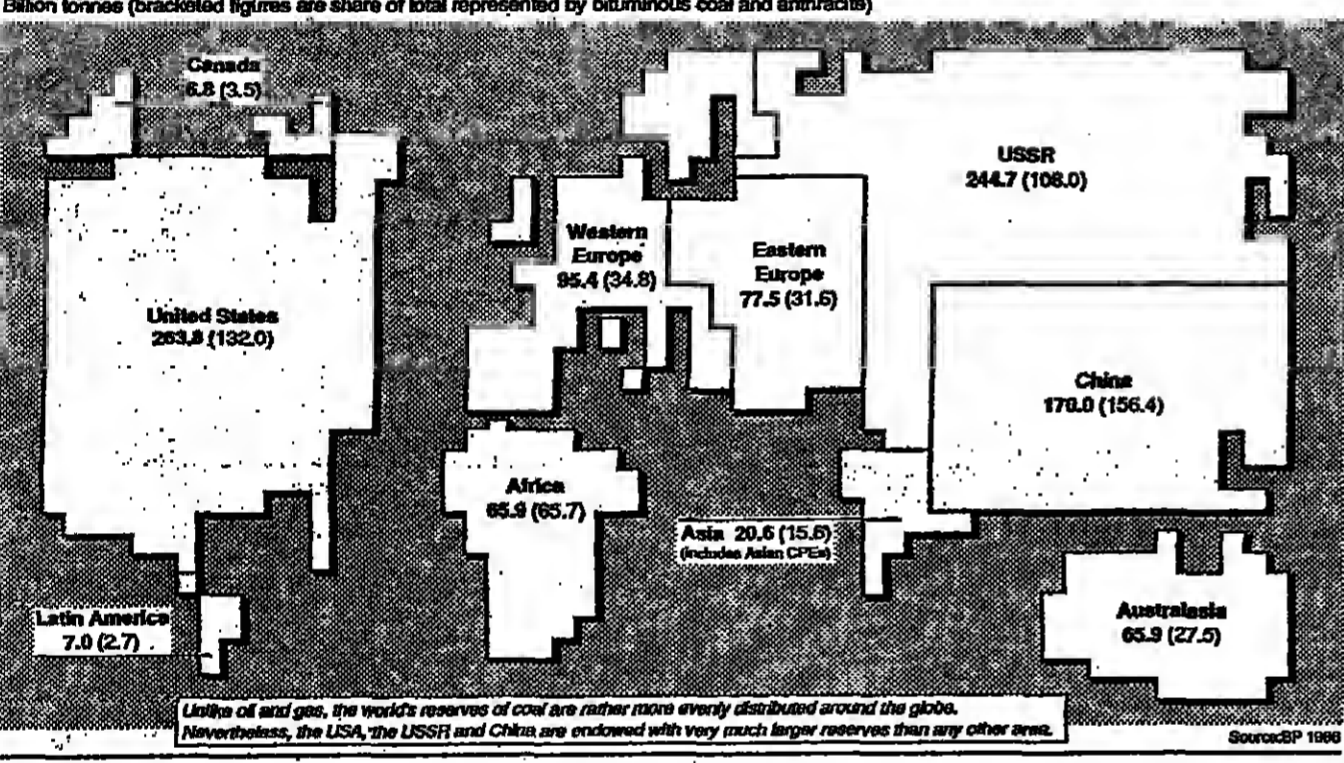 Billion tonnes (bracketed figures are share of total represented by bituminous coal and anthracite)
Canada
6.8 (3.5)
USSR
244.7 (108.0)
Western
Europe
95.4 (34.8)
Eastern
Europe
77.5 (31.6)
United States
263.8 (132.0)
China
170.0 (156.4)
Africa
65.9 (65.7)
Asia 20.6 (15.6)
(includes Asian CPEs)
Latin America
7.0 (2.7)
Australasia
65.9 (27.5)
Unlike oil and gas, the world's reserves of coal are rather more evenly distributed around the globe.
Nevertheless, the USA, the USSR and China are endowed with very much larger reserves than any other area.
Source:BP 1986